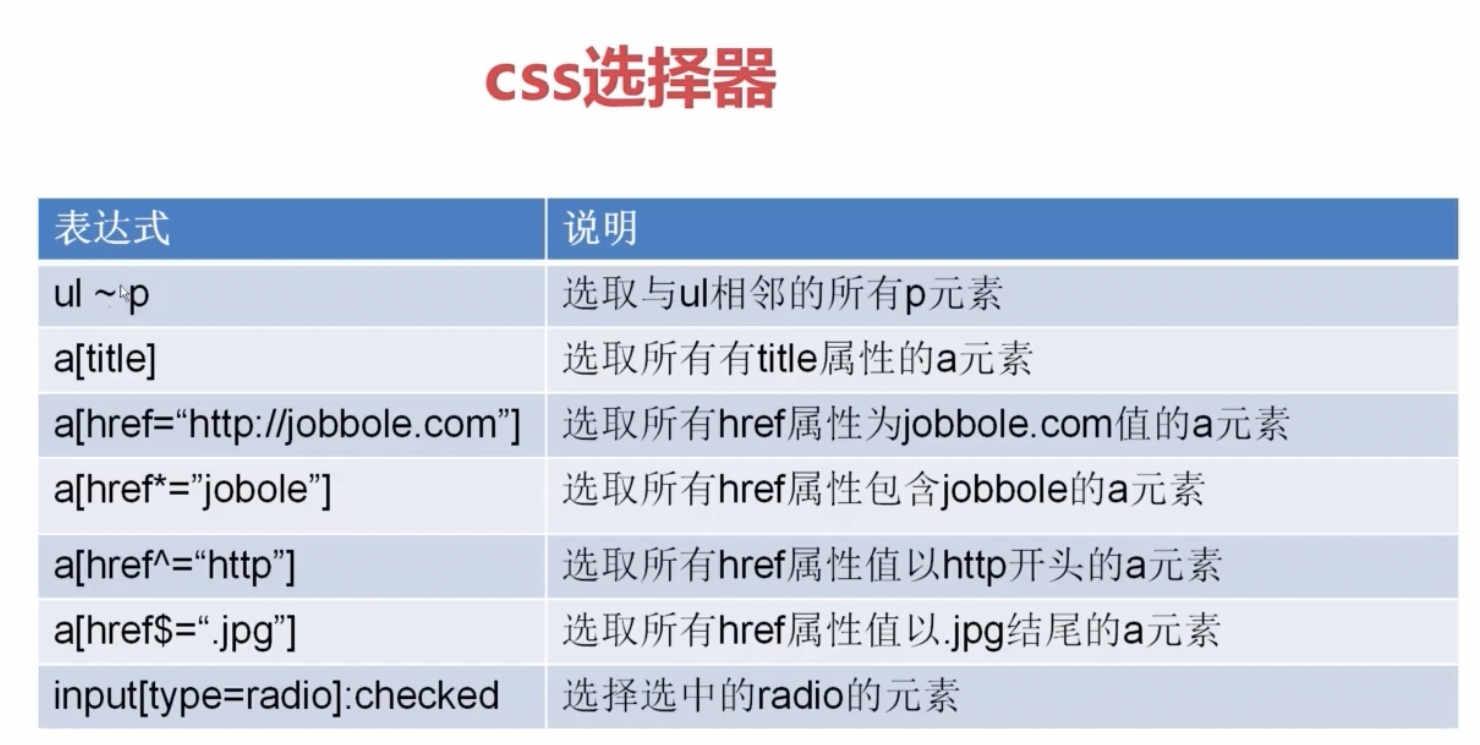 css选择器
表达式 说明
ul ~ p 选取与ul相邻的所有p元素
a[title] 选取所有有title属性的a元素
a[href=“http://jobbole.com”] 选取所有href属性为jobbole.com值的a元素
a[href*=”jobole”] 选取所有href属性包含jobbole的a元素
a[href^=“http”] 选取所有href属性值以http开头的a元素
a[href$=“.jpg”] 选取所有href属性值以.jpg结尾的a元素
input[type=radio]:checked 选择选中的radio的元素